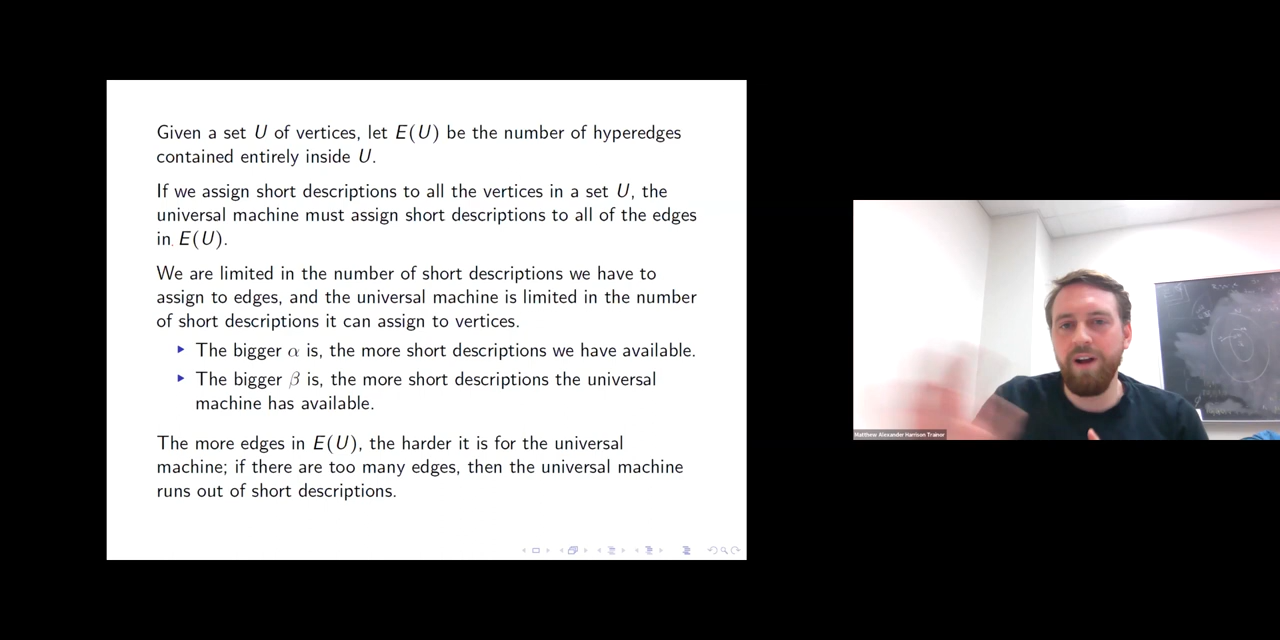 Given a set U of vertices, let E(U) be the number of hyperedges
contained entirely inside U.
If we assign short descriptions to all the vertices in a set U, the
universal machine must assign short descriptions to all of the edges
in E(U).
We are limited in the number of short descriptions we have to
assign to edges, and the universal machine is limited in the number
of short descriptions it can assign to vertices.
The bigger α is, the more short descriptions we have available.
The bigger β is, the more short descriptions the universal
machine has available.
The more edges in E(U), the harder it is for the universal
machine; if there are too many edges, then the universal machine
runs out of short descriptions.
Matthew Alexander Harrison Trainor